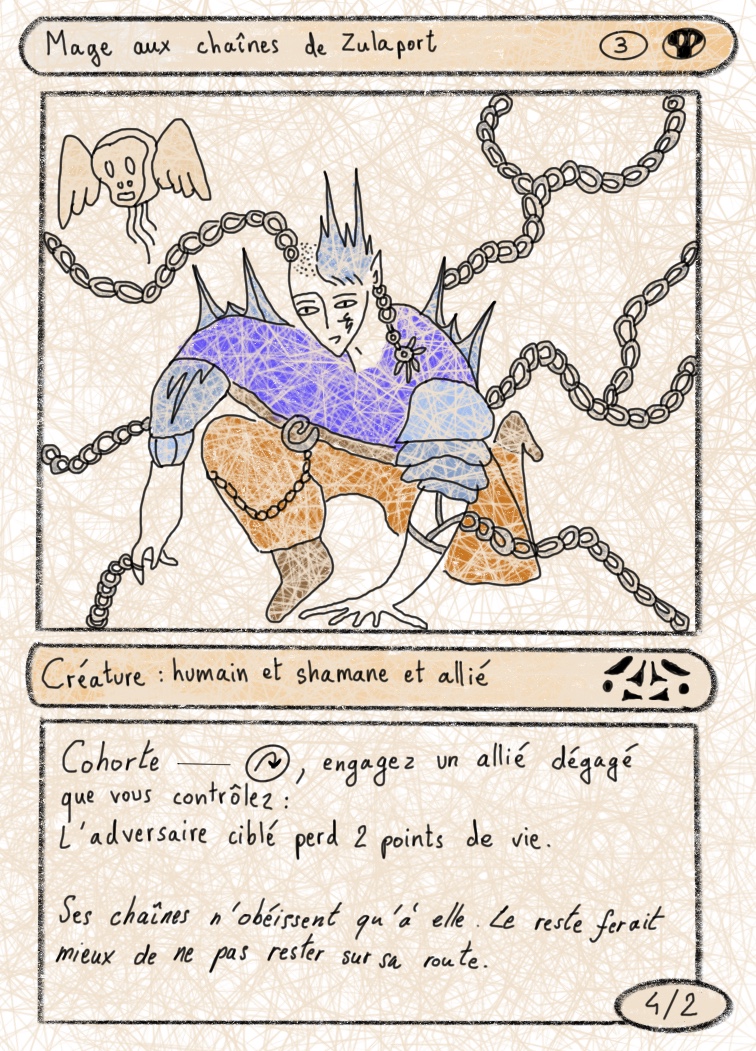 Mage aux chaînes de Zulaport 3
Créature : humain et shamane et allié
Cohorte — , engagez un allié dégagé
que vous contrôlez :
L'adversaire ciblé perd 2 points de vie.
Ses chaînes n'obéissent qu'à elle. Le reste ferait
mieux de ne pas rester sur sa route.
4/2